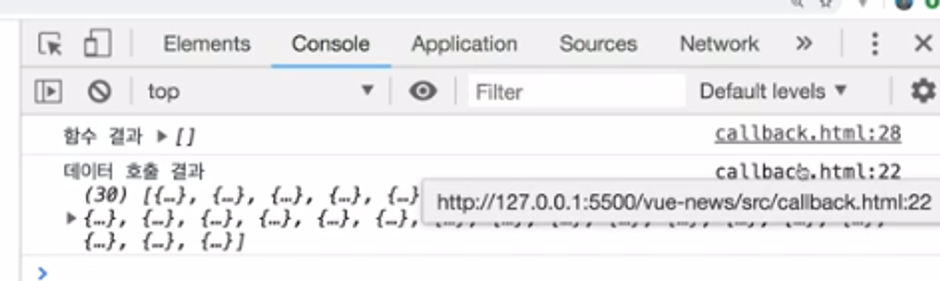 Elements Console Application Sources Network »
top ▼ Filter Default levels ▼
함수 결과 ▶ [] callback.html:28
데이터 호출 결과 callback.html:22
(30) [{…}, {…}, {…}, {…}, {…}
http://127.0.0.1:5500/vue-news/src/callback.html:22
▶ {…}, {…}, {…}, {…}, {…}, {…}, {…}, {…}, {…}, {…}, {…}, {…}, {…}, {…},
{…}, {…}, {…}]
>